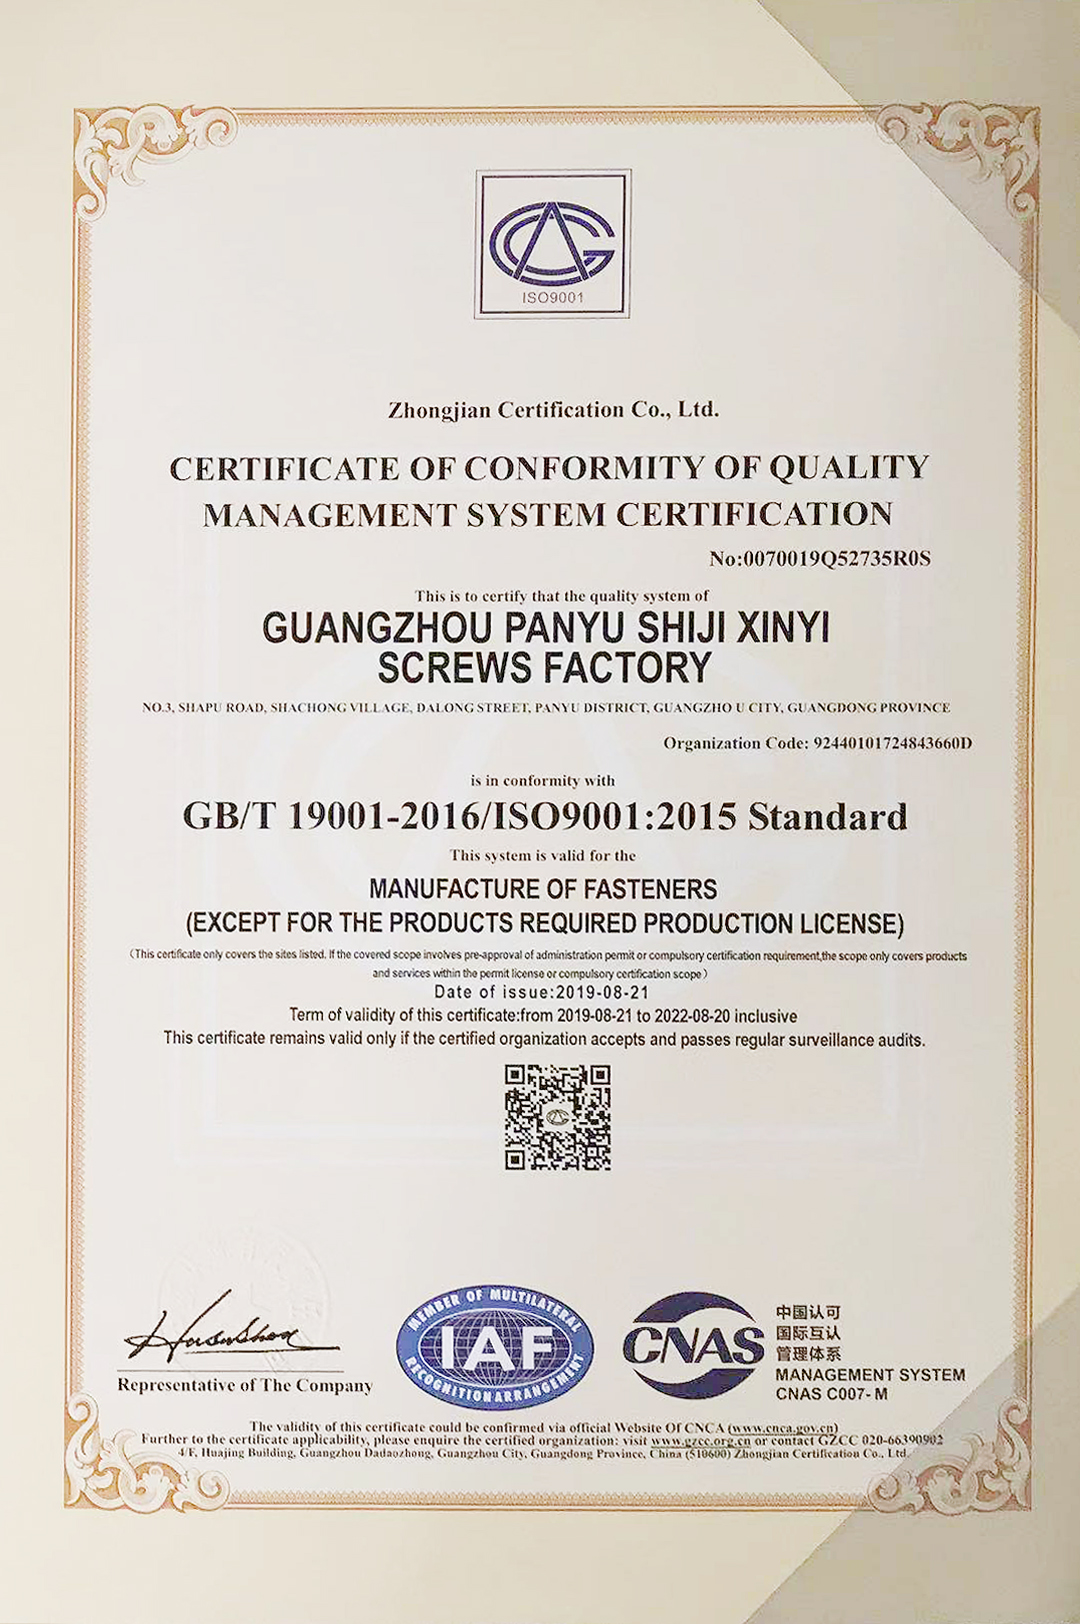 ISO9001
Zhongjian Certification Co., Ltd.
CERTIFICATE OF CONFORMITY OF QUALITY
MANAGEMENT SYSTEM CERTIFICATION
No:0070019Q52735R0S
This is to certify that the quality system of
GUANGZHOU PANYU SHIJI XINYI
SCREWS FACTORY
NO.3, SHAPU ROAD, SHACHONG VILLAGE, DALONG STREET, PANYU DISTRICT, GUANGZHO U CITY, GUANGDONG PROVINCE
Organization Code: 92440101724843660D
is in conformity with
GB/T 19001-2016/ISO9001:2015 Standard
This system is valid for the
MANUFACTURE OF FASTENERS
(EXCEPT FOR THE PRODUCTS REQUIRED PRODUCTION LICENSE)
(This certificate only covers the sites listed. If the covered scope involves pre-approval of administration permit or compulsory certification requirement,the scope only covers products
and services within the permit license or compulsory certification scope)
Date of issue:2019-08-21
Term of validity of this certificate:from 2019-08-21 to 2022-08-20 inclusive
This certificate remains valid only if the certified organization accepts and passes regular surveillance audits.
Representative of The Company
MEMBER OF MULTILATERAL
IAF
RECOGNITION ARRANGEMENT
CNAS
中国认可
国际互认
管理体系
MANAGEMENT SYSTEM
CNAS C007- M
The validity of this certificate could be confirmed via official Website Of CNCA (www.cnca.gov.cn)
Further to the certificate applicability, please enquire the certified organization: visit www.gzcc.org.cn or contact GZCC 020-66390902
4/F, Huajing Building, Guangzhou Dadaozhong, Guangzhou City, Guangdong Province, China (510600) Zhongjian Certification Co., Ltd.